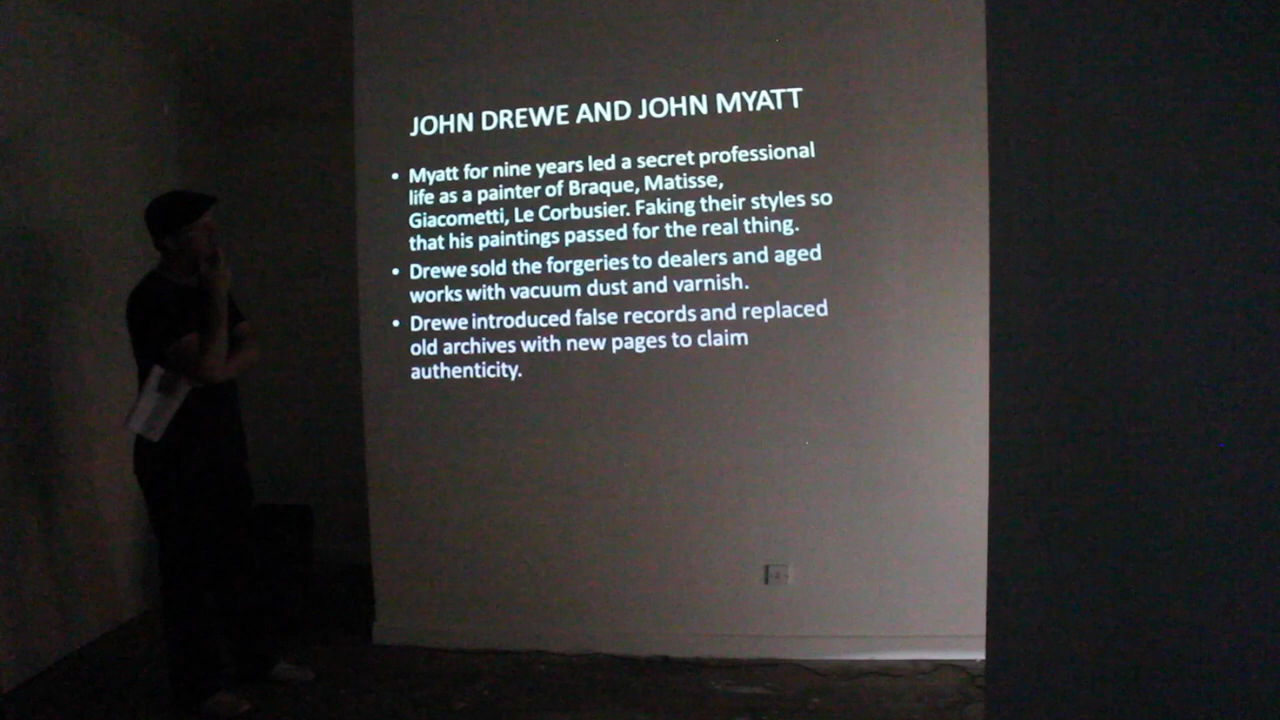 JOHN DREWE AND JOHN MYATT
• Myatt for nine years led a secret professional
life as a painter of Braque, Matisse,
Giacometti, Le Corbusier. Faking their styles so
that his paintings passed for the real thing.
• Drewe sold the forgeries to dealers and aged
works with vacuum dust and varnish.
• Drewe introduced false records and replaced
old archives with new pages to claim
authenticity.